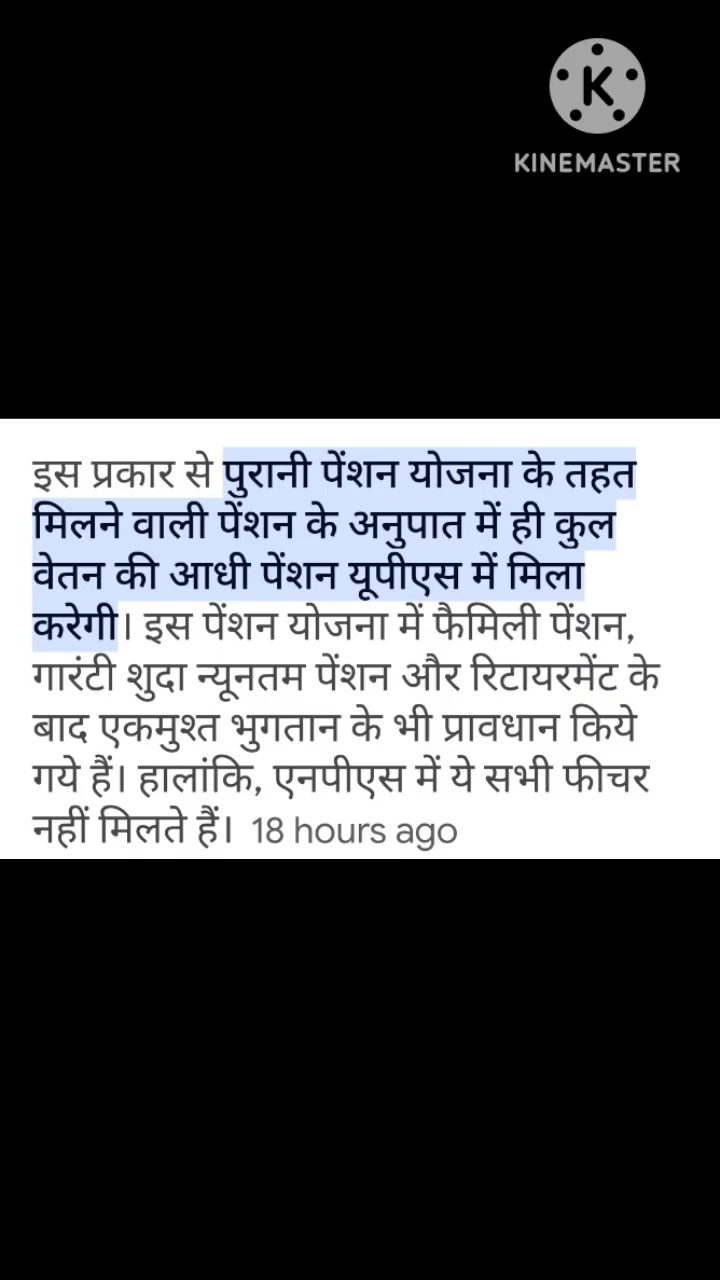 KINEMASTER
इस प्रकार से पुरानी पेंशन योजना के तहत
मिलने वाली पेंशन के अनुपात में ही कुल
वेतन की आधी पेंशन यूपीएस में मिला
करेगी। इस पेंशन योजना में फैमिली पेंशन,
गारंटी शुदा न्यूनतम पेंशन और रिटायरमेंट के
बाद एकमुश्त भुगतान के भी प्रावधान किये
गये हैं। हालांकि, एनपीएस में ये सभी फीचर
नहीं मिलते हैं। 18 hours ago